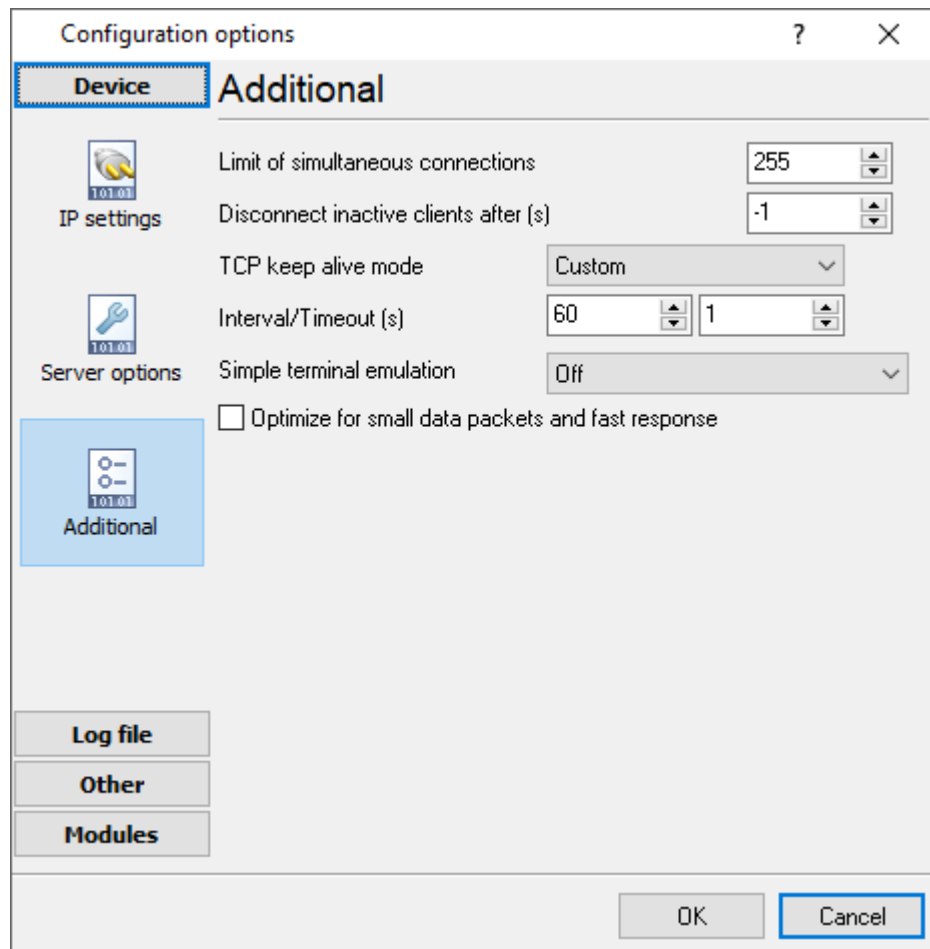 Configuration options ? ×
Device
Additional
101.01
IP settings
101.01
Server options
101.01
Additional
Limit of simultaneous connections 255
Disconnect inactive clients after (s) -1
TCP keep alive mode Custom
Interval/Timeout (s) 60 1
Simple terminal emulation Off
Optimize for small data packets and fast response
Log file
Other
Modules
OK Cancel